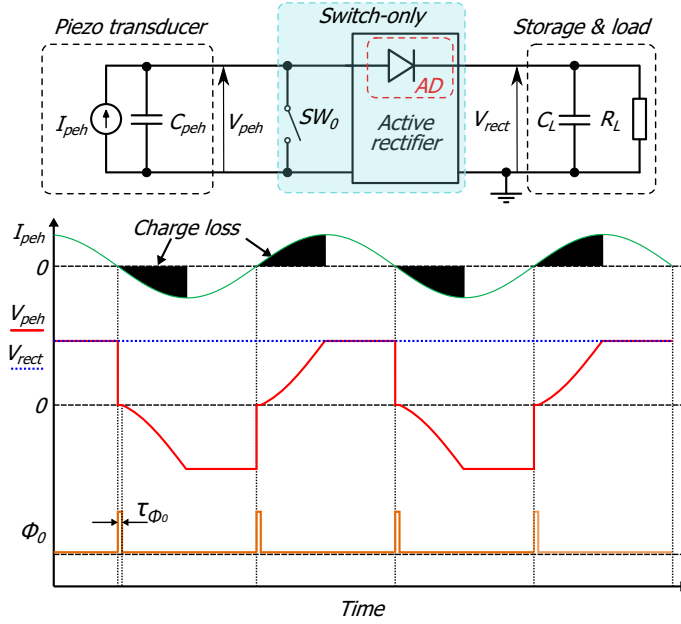 Piezo transducer
Switch-only
Storage & load
AD
I_peh
C_peh
V_peh
SW_0
Active
rectifier
V_rect
C_L
R_L
I_peh
Charge loss
0
V_peh
V_rect
0
Φ_0
τ_Φ0
Time